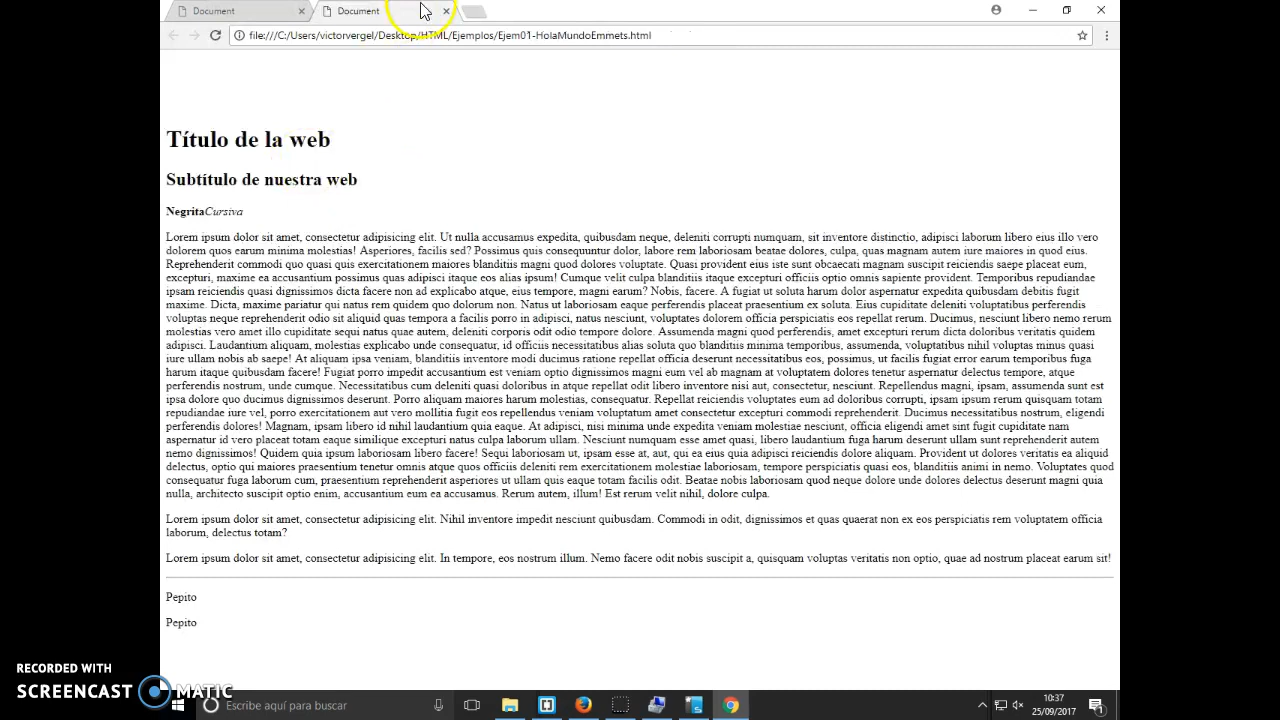 Document
Document
file:///C:/Users/victorvergel/Desktop/HTML/Ejemplos/Ejem01-HolaMundoEmmets.html
Título de la web
Subtítulo de nuestra web
NegritaCursiva
Lorem ipsum dolor sit amet, consectetur adipisicing elit. Ut nulla accusamus expedita, quibusdam neque, deleniti corrupti numquam, sit inventore distinctio, adipisci laborum libero eius illo vero
dolorem quos earum minima molestias! Asperiores, facilis sed? Possimus quis consequuntur dolor, labore rem laboriosam beatae dolores, culpa, quas magnam autem iure maiores in quod eius.
Reprehenderit commodi quo quasi quis exercitationem maiores blanditiis magni quod dolores voluptate. Quasi provident eius iste sunt obcaecati magnam suscipit reiciendis saepe placeat eum,
excepturi, maxime ea accusantium possimus quas adipisci itaque eos alias ipsum! Cumque velit culpa blanditiis itaque excepturi officiis optio omnis sapiente provident. Temporibus repudiandae
ipsam reiciendis quasi dignissimos dicta facere non ad explicabo atque, eius tempore, magni earum? Nobis, facere. A fugiat ut soluta harum dolor aspernatur expedita quibusdam debitis fugit
maxime. Dicta, maxime pariatur qui natus rem quidem quo dolorum non. Natus ut laboriosam eaque perferendis placeat praesentium ex soluta. Eius cupiditate deleniti voluptatibus perferendis
voluptas neque reprehenderit odio sit aliquid quas tempora a facilis porro in adipisci, natus nesciunt, voluptates dolorem officia perspiciatis eos repellat rerum. Ducimus, nesciunt libero nemo rerum
molestias vero amet illo cupiditate sequi natus quae autem, deleniti corporis odit odio tempore dolore. Assumenda magni quod perferendis, amet excepturi rerum dicta doloribus veritatis quidem
dolor. Laudantium aliquam, molestias explicabo unde consequatur, id officiis necessitatibus alias soluta quo blanditiis minima temporibus, assumenda, voluptatibus nihil voluptas minus quasi
iure ullam nobis ab saepe! At aliquam ipsa veniam, blanditiis inventore modi ducimus ratione repellat officia deserunt necessitatibus eos, possimus, ut facilis fugiat error earum temporibus fuga
harum itaque quibusdam facere! Fugiat porro impedit accusantium est veniam optio dignissimos magni eum vel ab magnam at voluptatem dolores tenetur aspernatur delectus tempore, atque
perferendis nostrum, unde cumque. Necessitatibus cum deleniti quasi doloribus in atque repellat odit libero inventore nisi aut, consectetur, nesciunt. Repellendus magni, ipsam, assumenda sunt est
ipsa dolore quo ducimus dignissimos deserunt. Porro aliquam maiores harum molestias, consequatur. Repellat reiciendis voluptates eum ad doloribus corrupti, ipsam ipsum rerum quisquam totam
repudiandae iure vel, porro exercitationem aut vero mollitia fugit eos repellendus veniam voluptatum amet consectetur excepturi commodi reprehenderit. Ducimus necessitatibus nostrum, eligendi
perferendis dolores! Magnam, ipsam libero id nihil laudantium quia eaque. At adipisci, nisi minima unde perspiciatis veniam molestias nesciunt, officia eligendi amet sint fugit at commodi
aspernatur id vero placeat totam eaque similique excepturi natus culpa laborum ullam. Nesciunt numquam esse amet quasi, libero laudantium fuga harum deserunt ullam sunt reprehenderit autem
nemo dignissimos! Quidem quia ipsum laboriosam libero facere! Sequi laboriosam ut, ipsam esse at, aut, qui ea eius quia adipisci reiciendis dolore aliquam. Provident ut dolores veritatis ea aliquid
delectus, optio qui maiores praesentium tenetur omnis atque quos officiis deleniti rem exercitationem molestiae laboriosam, tempore perspiciatis quasi eos, blanditiis animi in nemo. Voluptates quod
consequatur fuga laborum cum, praesentium reprehenderit asperiores ut ullam quis eaque totam facilis odit. Beatae nobis laboriosam quod neque dolore unde dolores delectus deserunt magni quia
nulla, architecto suscipit optio enim, accusantium eum ea accusamus. Rerum autem, illum! Est rerum velit nihil, dolore culpa.
Lorem ipsum dolor sit amet, consectetur adipisicing elit. Nihil inventore impedit nesciunt quibusdam. Commodi in odit, dignissimos et quas quaerat non ex eos perspiciatis rem voluptatem officia
laborum, delectus totam?
Lorem ipsum dolor sit amet, consectetur adipisicing elit. In tempore, eos nostrum illum. Nemo facere odit nobis suscipit a, quisquam voluptas veritatis non optio, quae ad nostrum placeat earum sit!
Pepito
Pepito
RECORDED WITH
SCREENCAST MATIC
Escribe aquí para buscar
10:37
25/09/2017
1